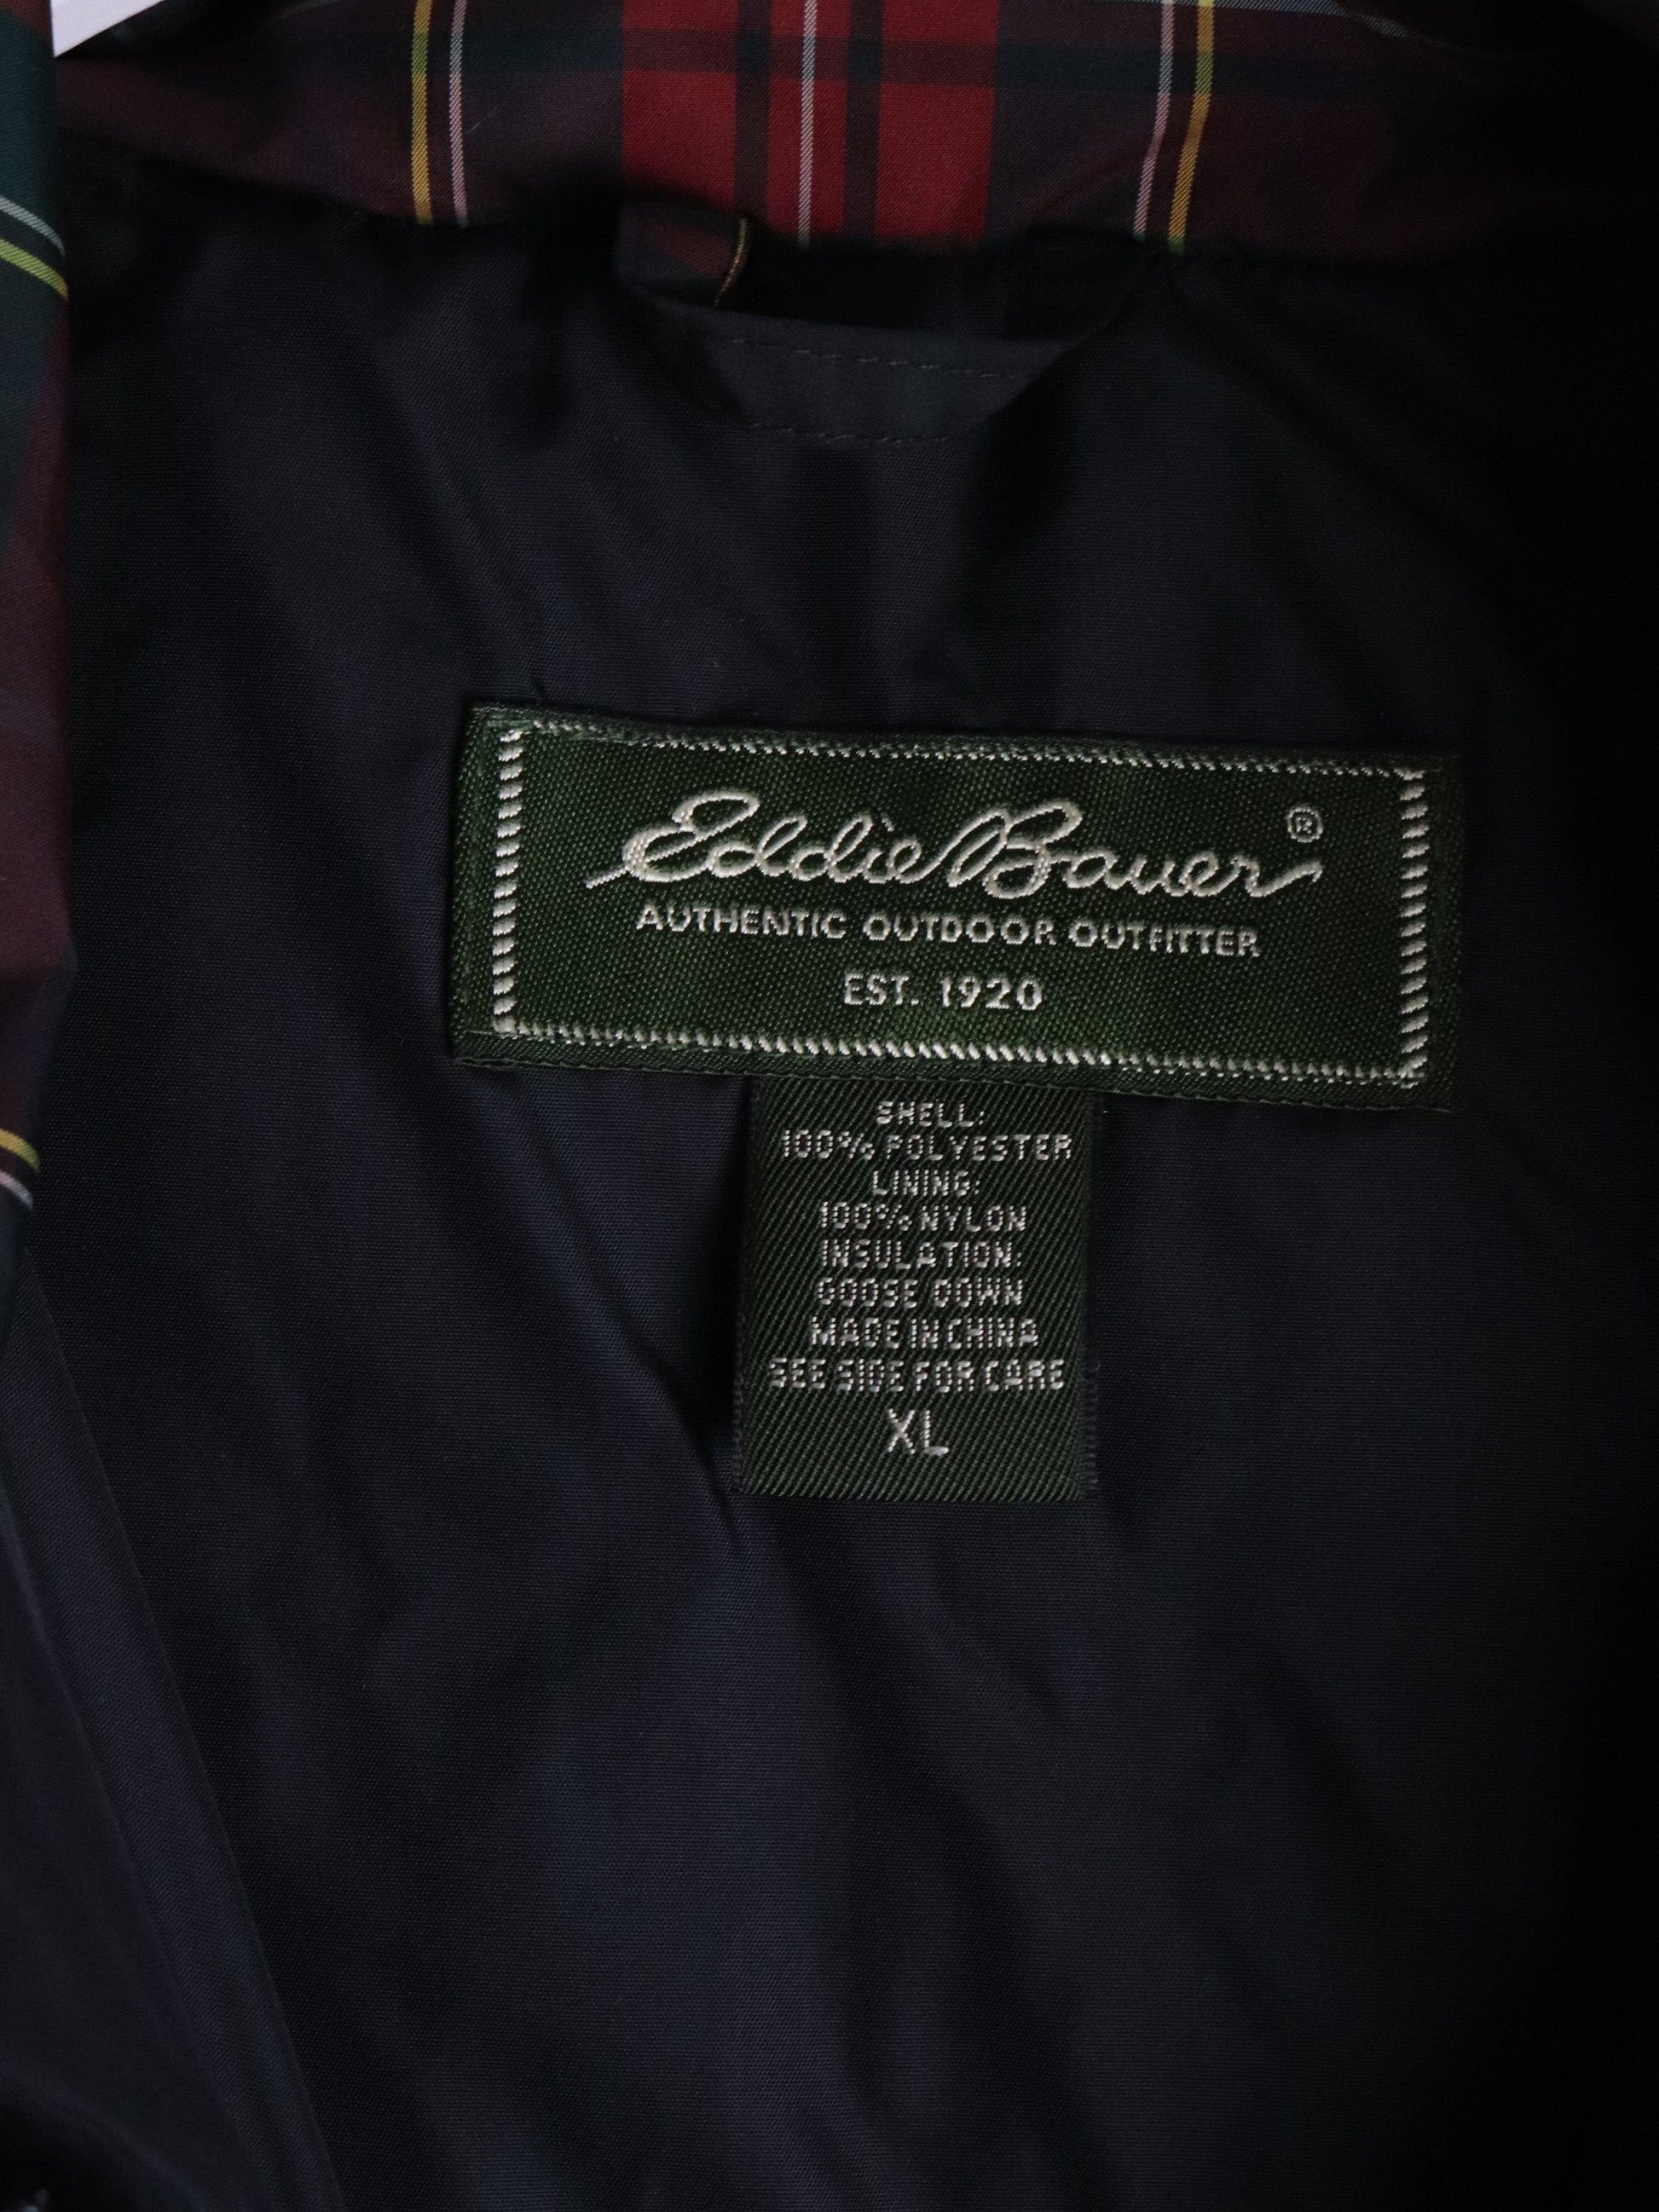 Eddie Bauer®
AUTHENTIC OUTDOOR OUTFITTER
EST. 1920
SHELL:
100% POLYESTER
LINING:
100% NYLON
INSULATION:
GOOSE DOWN
MADE IN CHINA
SEE SIDE FOR CARE
XL